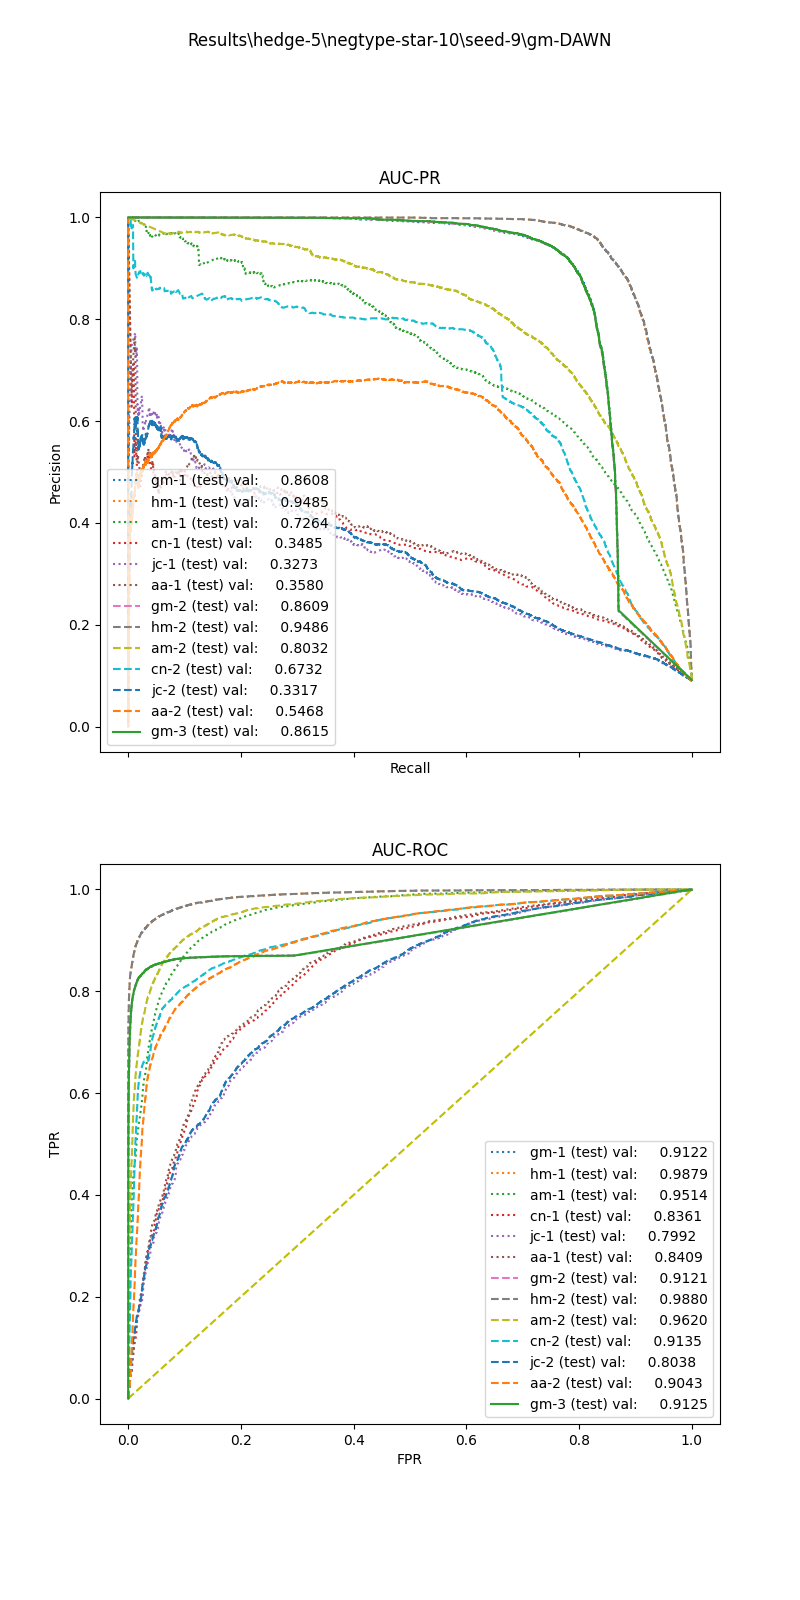 Results\hedge-5\negtype-star-10\seed-9\gm-DAWN
AUC-PR
1.0
0.8
0.6
0.4
0.2
0.0
Precision
gm-1 (test) val: 0.8608
hm-1 (test) val: 0.9485
am-1 (test) val: 0.7264
cn-1 (test) val: 0.3485
jc-1 (test) val: 0.3273
aa-1 (test) val: 0.3580
gm-2 (test) val: 0.8609
hm-2 (test) val: 0.9486
am-2 (test) val: 0.8032
cn-2 (test) val: 0.6732
jc-2 (test) val: 0.3317
aa-2 (test) val: 0.5468
gm-3 (test) val: 0.8615
Recall
AUC-ROC
1.0
0.8
0.6
0.4
0.2
0.0
TPR
gm-1 (test) val: 0.9122
hm-1 (test) val: 0.9879
am-1 (test) val: 0.9514
cn-1 (test) val: 0.8361
jc-1 (test) val: 0.7992
aa-1 (test) val: 0.8409
gm-2 (test) val: 0.9121
hm-2 (test) val: 0.9880
am-2 (test) val: 0.9620
cn-2 (test) val: 0.9135
jc-2 (test) val: 0.8038
aa-2 (test) val: 0.9043
gm-3 (test) val: 0.9125
0.0 0.2 0.4 0.6 0.8 1.0
FPR